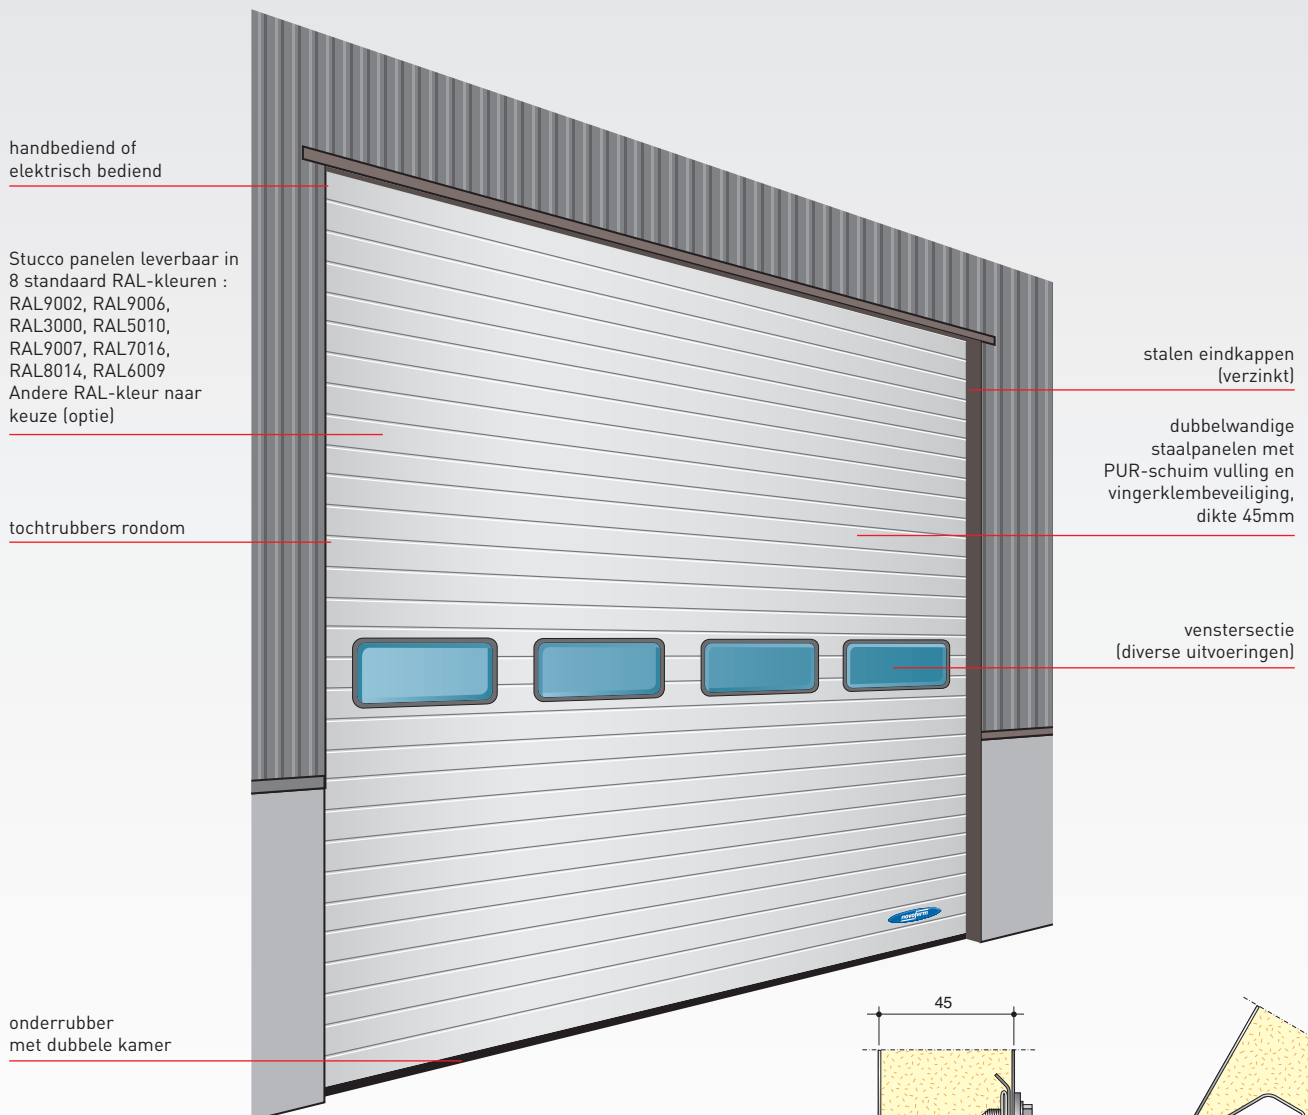 handbediend of
elektrisch bediend
Stucco panelen leverbaar in
8 standaard RAL-kleuren :
RAL9002, RAL9006,
RAL3000, RAL5010,
RAL9007, RAL7016,
RAL8014, RAL6009
Andere RAL-kleur naar
keuze (optie)
tochtrubbers rondom
onderrubber
met dubbele kamer
stalen eindkappen
(verzinkt)
dubbelwandige
staalpanelen met
PUR-schuim vulling en
vingerklembeveiliging,
dikte 45mm
venstersectie
(diverse uitvoeringen)
novoferm
45